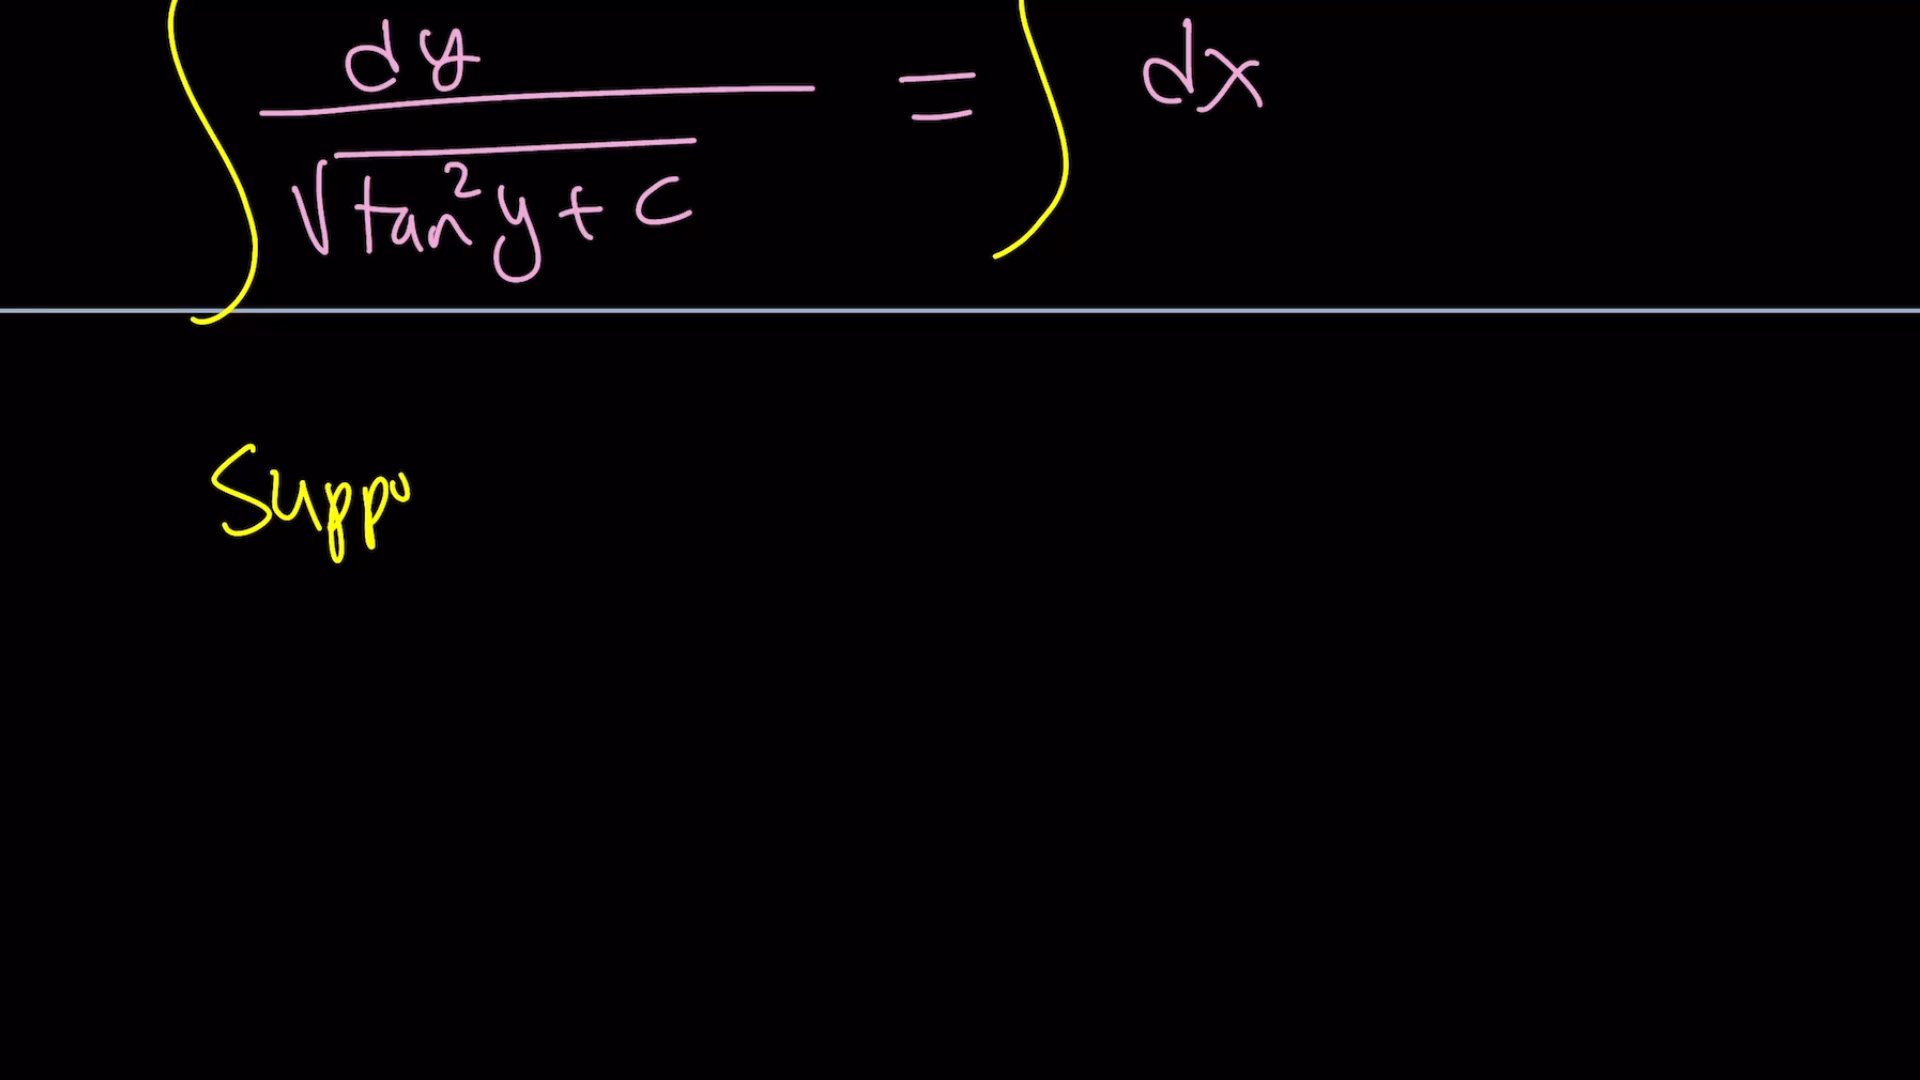 ∫ dy / √(tan²y + c) = ∫ dx
Suppo